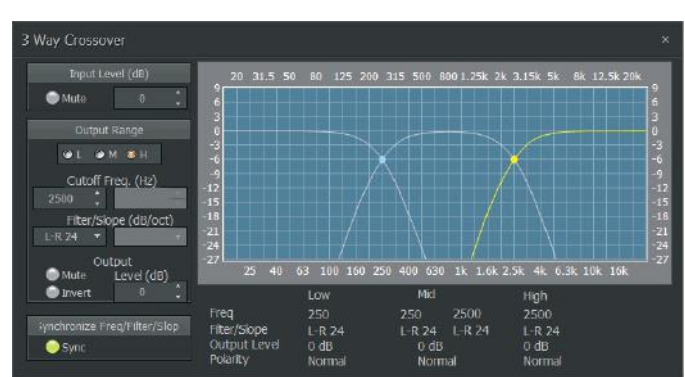 3 Way Crossover ×
Input Level (dB)
Mute 0
Output Range
L M H
Cutoff Freq. (Hz)
2500
Filter/Slope (dB/oct)
L-R 24
Output
Mute Level (dB)
Invert 0
Synchronize Freq/Filter/Slop
Sync
20 31.5 50 80 125 200 315 500 800 1.25k 2k 3.15k 5k 8k 12.5k 20k
9 9
6 6
3 3
0 0
-3 -3
-6 -6
-9 -9
-12 -12
-15 -15
-18 -18
-21 -21
-24 -24
-27 -27
25 40 63 100 160 250 400 630 1k 1.6k 2.5k 4k 6.3k 10k 16k
Low Mid High
Freq 250 250 2500 2500
Filter/Slope L-R 24 L-R 24 L-R 24 L-R 24
Output Level 0 dB 0 dB 0 dB
Polarity Normal Normal Normal